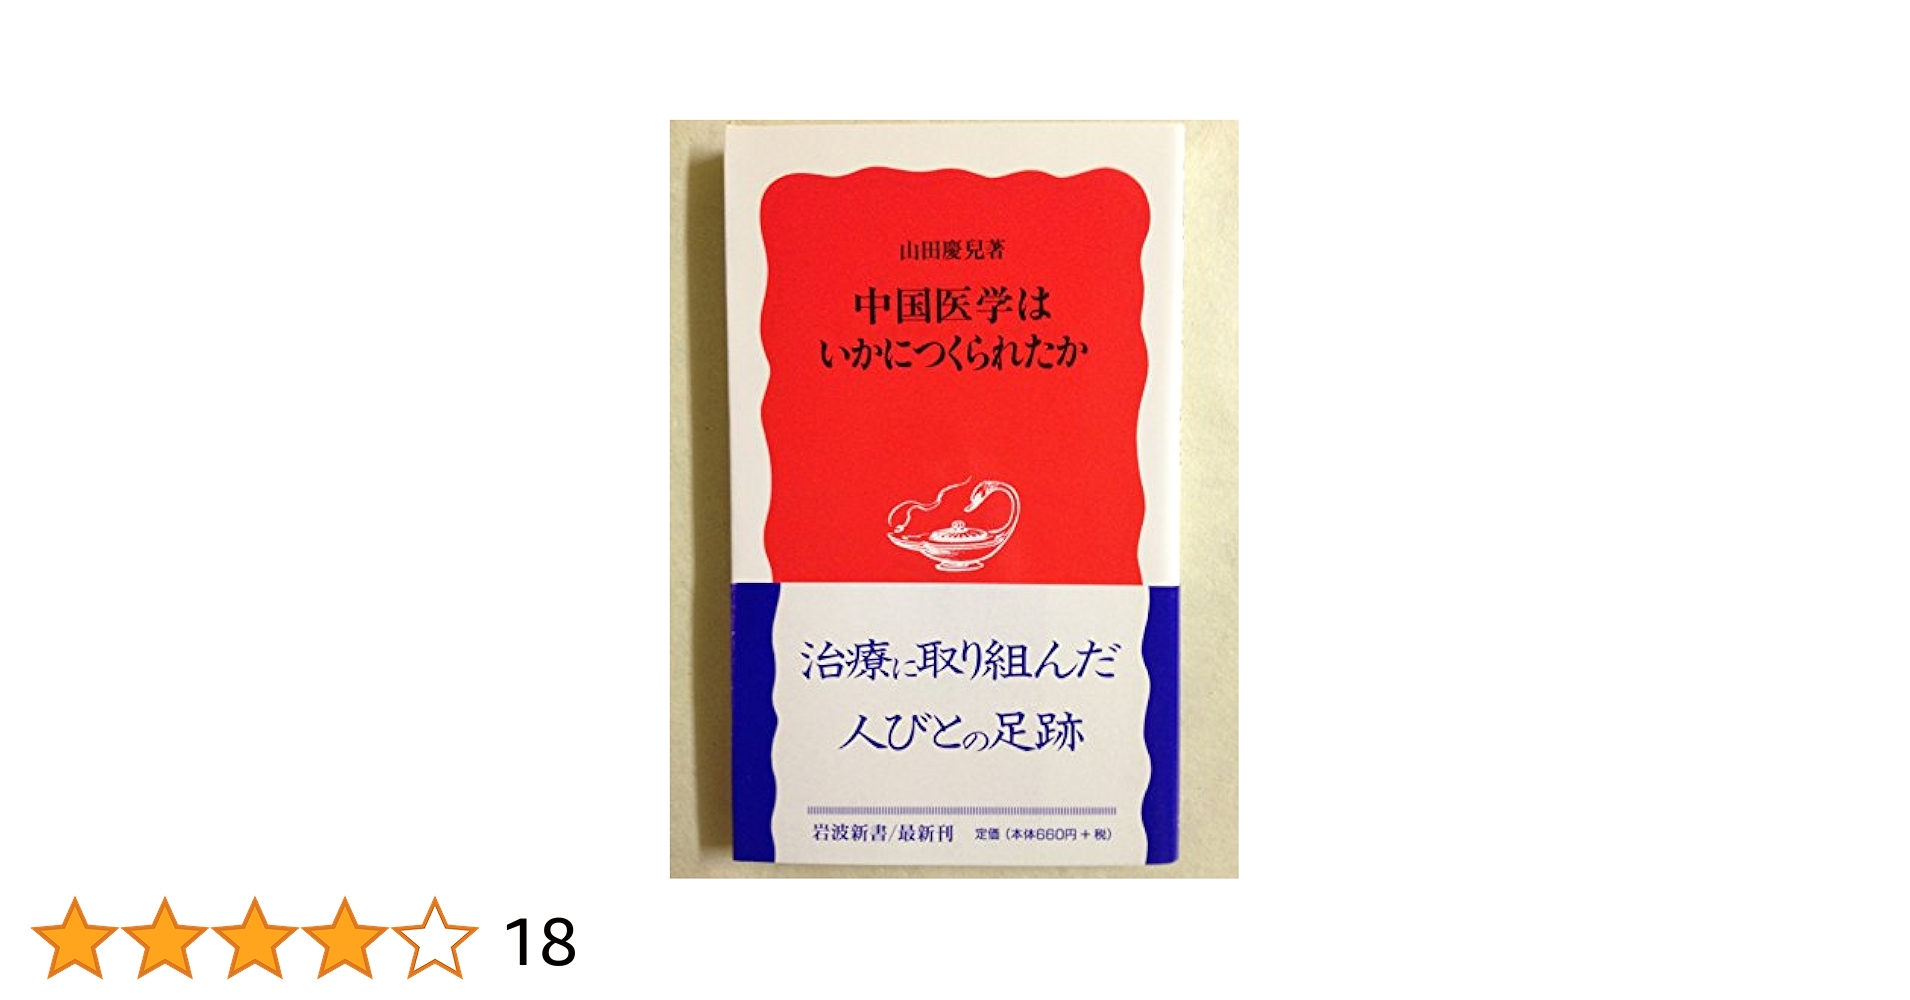 山田慶兒著
中国医学は
いかにつくられたか
治療に取り組んだ
人びとの足跡
岩波新書/最新刊 定価（本体660円+税）
18